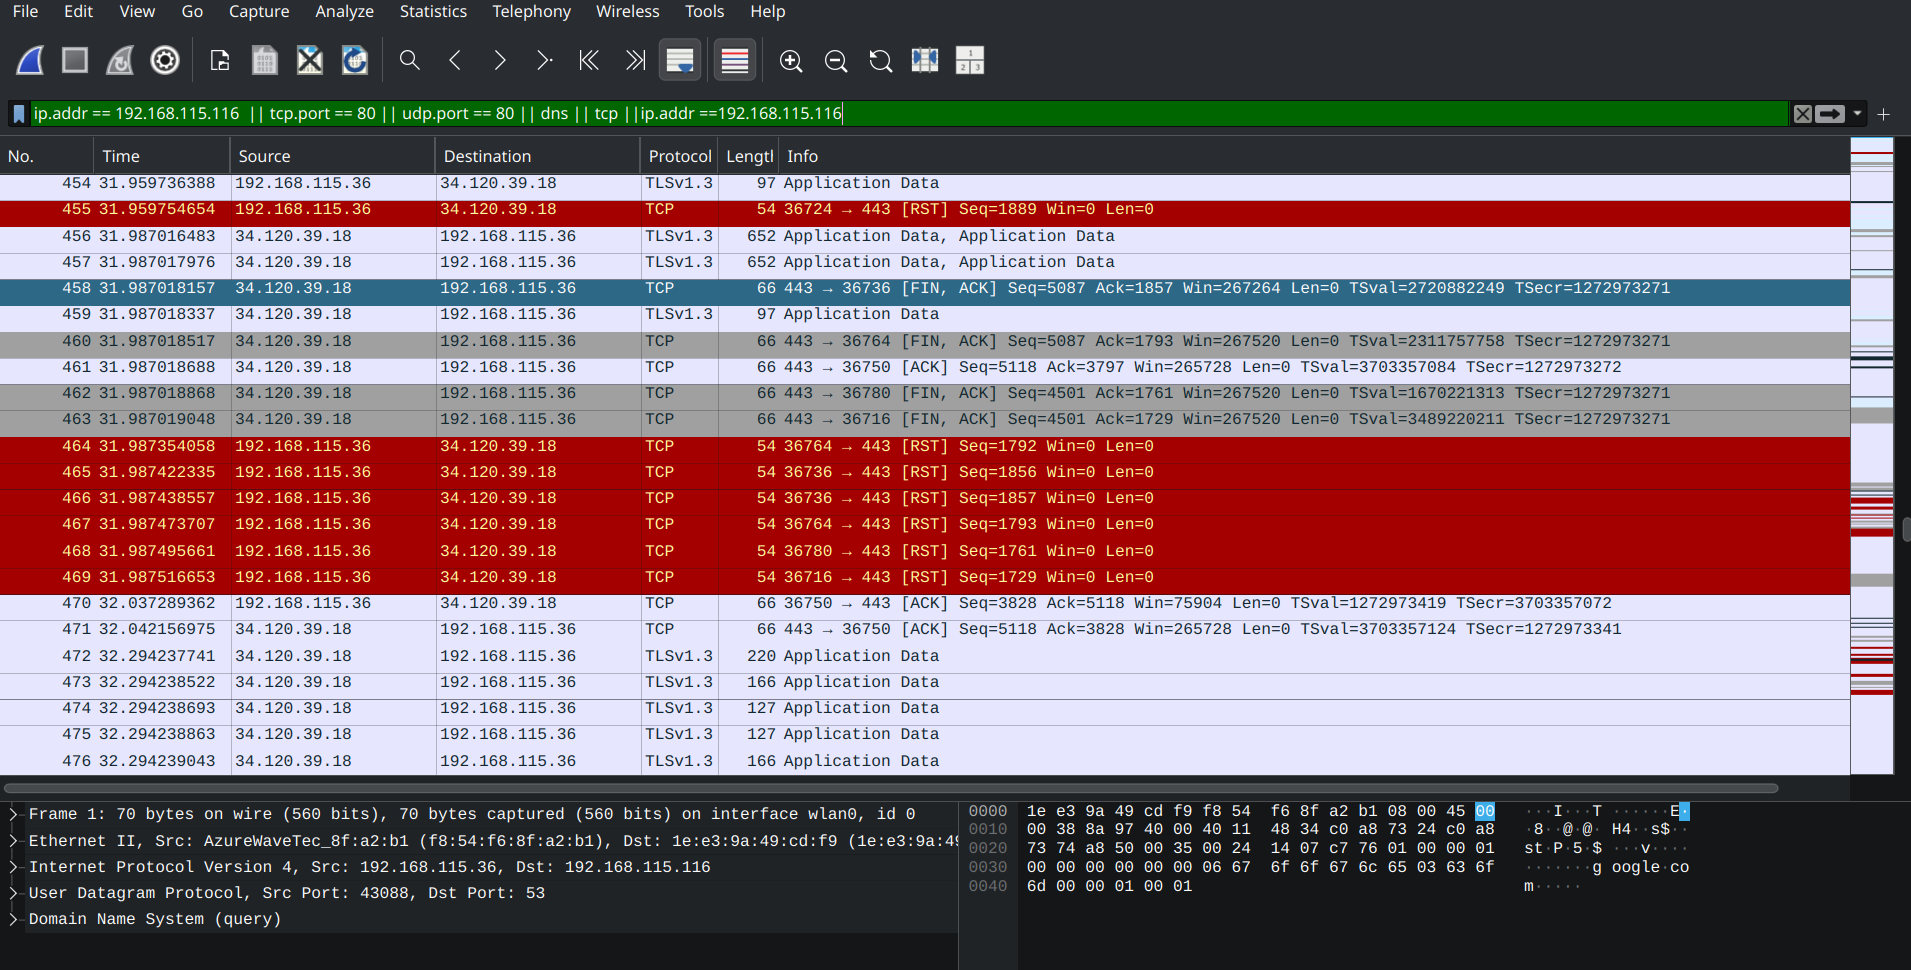 File Edit View Go Capture Analyze Statistics Telephony Wireless Tools Help
ip.addr == 192.168.115.116 || tcp.port == 80 || udp.port == 80 || dns || tcp ||ip.addr ==192.168.115.116
No. Time Source Destination Protocol Lengtl Info
454 31.959736388 192.168.115.36 34.120.39.18 TLSv1.3 97 Application Data
455 31.959754654 192.168.115.36 34.120.39.18 TCP 54 36724 → 443 [RST] Seq=1889 Win=0 Len=0
456 31.987016483 34.120.39.18 192.168.115.36 TLSv1.3 652 Application Data, Application Data
457 31.987017976 34.120.39.18 192.168.115.36 TLSv1.3 652 Application Data, Application Data
458 31.987018157 34.120.39.18 192.168.115.36 TCP 66 443 → 36736 [FIN, ACK] Seq=5087 Ack=1857 Win=267264 Len=0 TSval=2720882249 TSecr=1272973271
459 31.987018337 34.120.39.18 192.168.115.36 TLSv1.3 97 Application Data
460 31.987018517 34.120.39.18 192.168.115.36 TCP 66 443 → 36764 [FIN, ACK] Seq=5087 Ack=1793 Win=267520 Len=0 TSval=2311757758 TSecr=1272973271
461 31.987018688 34.120.39.18 192.168.115.36 TCP 66 443 → 36750 [ACK] Seq=5118 Ack=3797 Win=265728 Len=0 TSval=3703357084 TSecr=1272973272
462 31.987018868 34.120.39.18 192.168.115.36 TCP 66 443 → 36780 [FIN, ACK] Seq=4501 Ack=1761 Win=267520 Len=0 TSval=1670221313 TSecr=1272973271
463 31.987019048 34.120.39.18 192.168.115.36 TCP 66 443 → 36716 [FIN, ACK] Seq=4501 Ack=1729 Win=267520 Len=0 TSval=3489220211 TSecr=1272973271
464 31.987354058 192.168.115.36 34.120.39.18 TCP 54 36764 → 443 [RST] Seq=1792 Win=0 Len=0
465 31.987422335 192.168.115.36 34.120.39.18 TCP 54 36736 → 443 [RST] Seq=1856 Win=0 Len=0
466 31.987438557 192.168.115.36 34.120.39.18 TCP 54 36736 → 443 [RST] Seq=1857 Win=0 Len=0
467 31.987473707 192.168.115.36 34.120.39.18 TCP 54 36764 → 443 [RST] Seq=1793 Win=0 Len=0
468 31.987495661 192.168.115.36 34.120.39.18 TCP 54 36780 → 443 [RST] Seq=1761 Win=0 Len=0
469 31.987516653 192.168.115.36 34.120.39.18 TCP 54 36716 → 443 [RST] Seq=1729 Win=0 Len=0
470 32.037289362 192.168.115.36 34.120.39.18 TCP 66 36750 → 443 [ACK] Seq=3828 Ack=5118 Win=75904 Len=0 TSval=1272973419 TSecr=3703357072
471 32.042156975 34.120.39.18 192.168.115.36 TCP 66 443 → 36750 [ACK] Seq=5118 Ack=3828 Win=265728 Len=0 TSval=3703357124 TSecr=1272973341
472 32.294237741 34.120.39.18 192.168.115.36 TLSv1.3 220 Application Data
473 32.294238522 34.120.39.18 192.168.115.36 TLSv1.3 166 Application Data
474 32.294238693 34.120.39.18 192.168.115.36 TLSv1.3 127 Application Data
475 32.294238863 34.120.39.18 192.168.115.36 TLSv1.3 127 Application Data
476 32.294239043 34.120.39.18 192.168.115.36 TLSv1.3 166 Application Data
Frame 1: 70 bytes on wire (560 bits), 70 bytes captured (560 bits) on interface wlan0, id 0
Ethernet II, Src: AzureWaveTec_8f:a2:b1 (f8:54:f6:8f:a2:b1), Dst: 1e:e3:9a:49:cd:f9 (1e:e3:9a:49
Internet Protocol Version 4, Src: 192.168.115.36, Dst: 192.168.115.116
User Datagram Protocol, Src Port: 43088, Dst Port: 53
Domain Name System (query)
0000 1e e3 9a 49 cd f9 f8 54 f6 8f a2 b1 08 00 45 00 ···I···T ······E·
0010 00 38 8a 97 40 00 40 11 48 34 c0 a8 73 24 c0 a8 ·8··@·@· H4··s$··
0020 73 74 a8 50 00 35 00 24 14 07 c7 76 01 00 00 01 st·P·5·$ ···v····
0030 00 00 00 00 00 00 06 67 6f 6f 67 6c 65 03 63 6f ·······g oogle·co
0040 6d 00 00 01 00 01 m·····